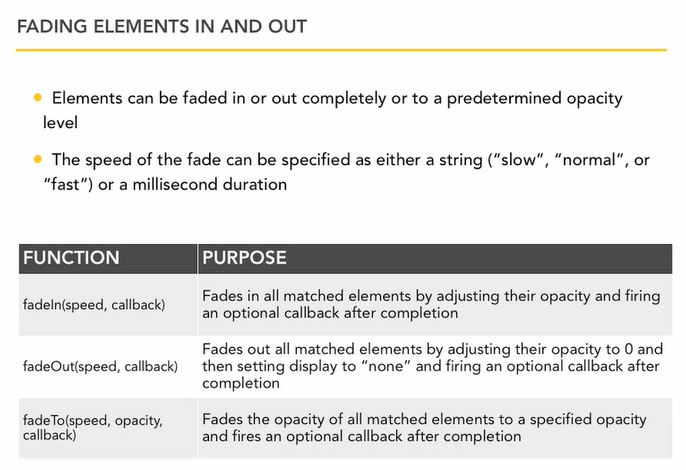 FADING ELEMENTS IN AND OUT
Elements can be faded in or out completely or to a predetermined opacity
level
The speed of the fade can be specified as either a string (“slow”, “normal”, or
“fast”) or a millisecond duration
FUNCTION PURPOSE
fadeIn(speed, callback) Fades in all matched elements by adjusting their opacity and firing
an optional callback after completion
fadeOut(speed, callback) Fades out all matched elements by adjusting their opacity to 0 and
then setting display to “none” and firing an optional callback after
completion
fadeTo(speed, opacity,
callback)
Fades the opacity of all matched elements to a specified opacity
and fires an optional callback after completion